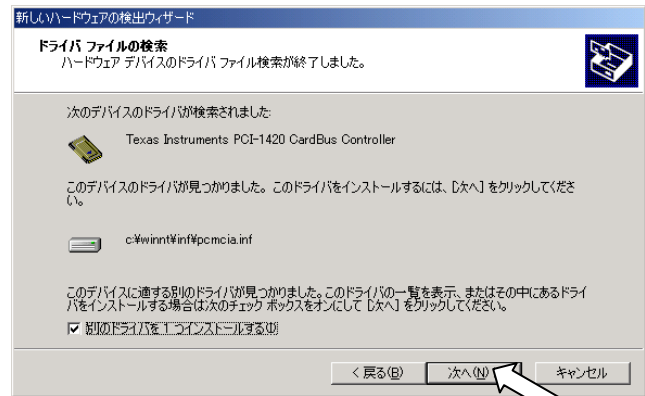 新しいハードウェアの検出ウィザード
ドライバ ファイルの検索
ハードウェア デバイスのドライバ ファイル検索が終了しました。
次のデバイスのドライバが検索されました:
Texas Instruments PCI-1420 CardBus Controller
このデバイスのドライバが見つかりました。このドライバをインストールするには、[次へ] をクリックしてくださ
い。
c:¥winnt¥inf¥pcmcia.inf
このデバイスに適する別のドライバが見つかりました。このドライバの一覧を表示、またはその中にあるドライ
バをインストールする場合は次のチェック ボックスをオンにして [次へ] をクリックしてください。
別のドライバを 1 つインストールする(I)
< 戻る(B)
次へ(N)
キャンセル